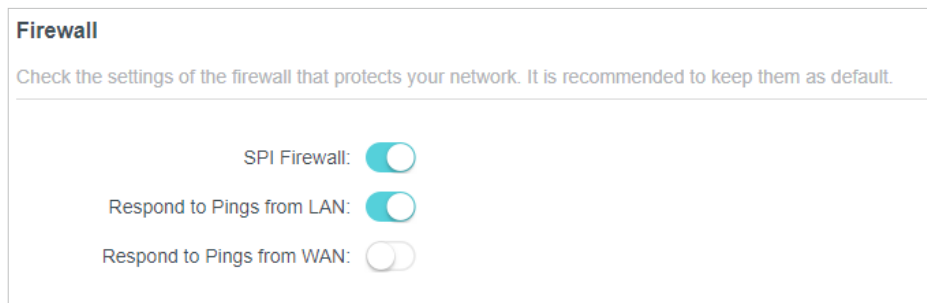 Firewall
Check the settings of the firewall that protects your network. It is recommended to keep them as default.
SPI Firewall:
Respond to Pings from LAN:
Respond to Pings from WAN: